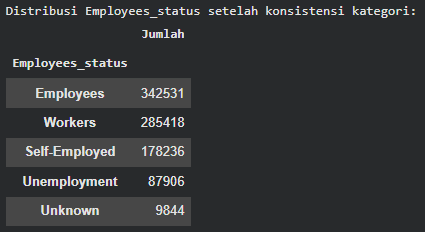 Distribusi Employees_status setelah konsistensi kategori:
Jumlah
Employees_status
Employees 342531
Workers 285418
Self-Employed 178236
Unemployment 87906
Unknown 9844